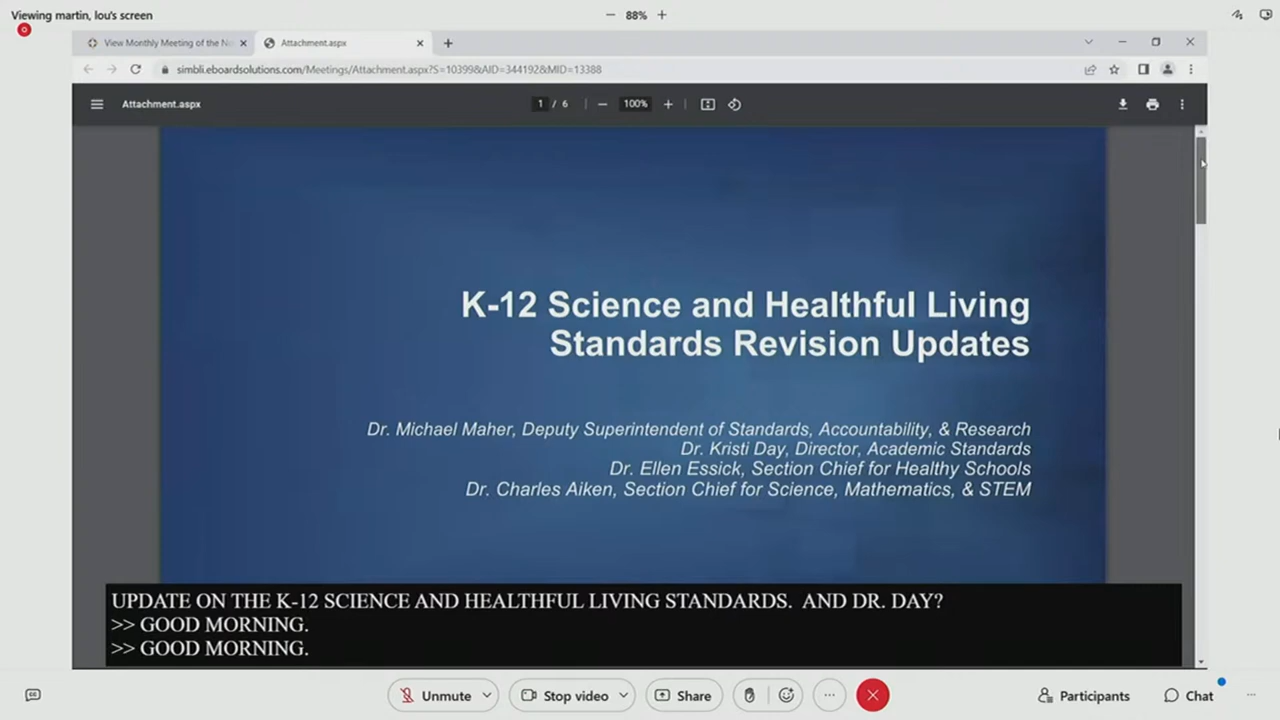 Viewing martin, lou's screen
88%
View Monthly Meeting of the No
Attachment.aspx
simbli.eboardsolutions.com/Meetings/Attachment.aspx?S=10399&AID=344192&MID=13388
Attachment.aspx
1 / 6
100%
K-12 Science and Healthful Living
Standards Revision Updates
Dr. Michael Maher, Deputy Superintendent of Standards, Accountability, & Research
Dr. Kristi Day, Director, Academic Standards
Dr. Ellen Essick, Section Chief for Healthy Schools
Dr. Charles Aiken, Section Chief for Science, Mathematics, & STEM
UPDATE ON THE K-12 SCIENCE AND HEALTHFUL LIVING STANDARDS. AND DR. DAY?
>> GOOD MORNING.
>> GOOD MORNING.
Unmute
Stop video
Share
Participants
Chat